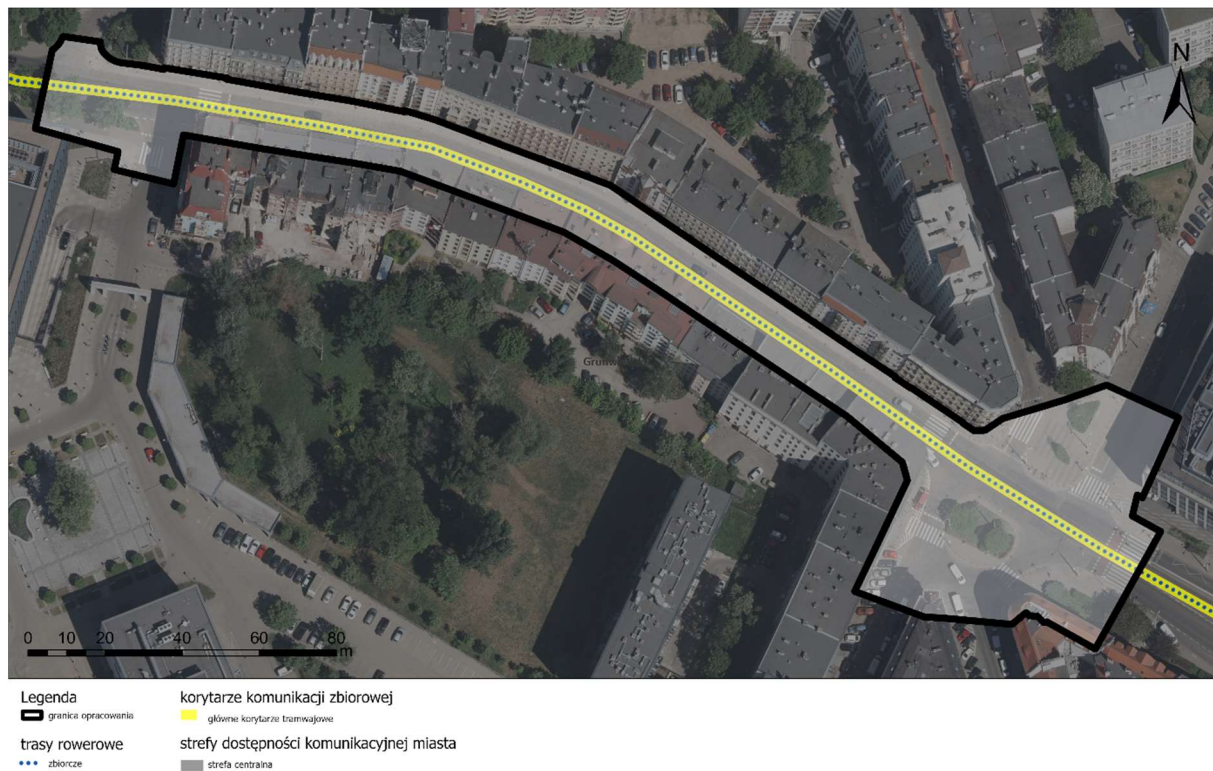 N
Grunw
0 10 20 40 60 80
m
Legenda
granica opracowania
trasy rowerowe
zbiorcze
korytarze komunikacji zbiorowej
główne korytarze tramwajowe
strefy dostępności komunikacyjnej miasta
strefa centralna